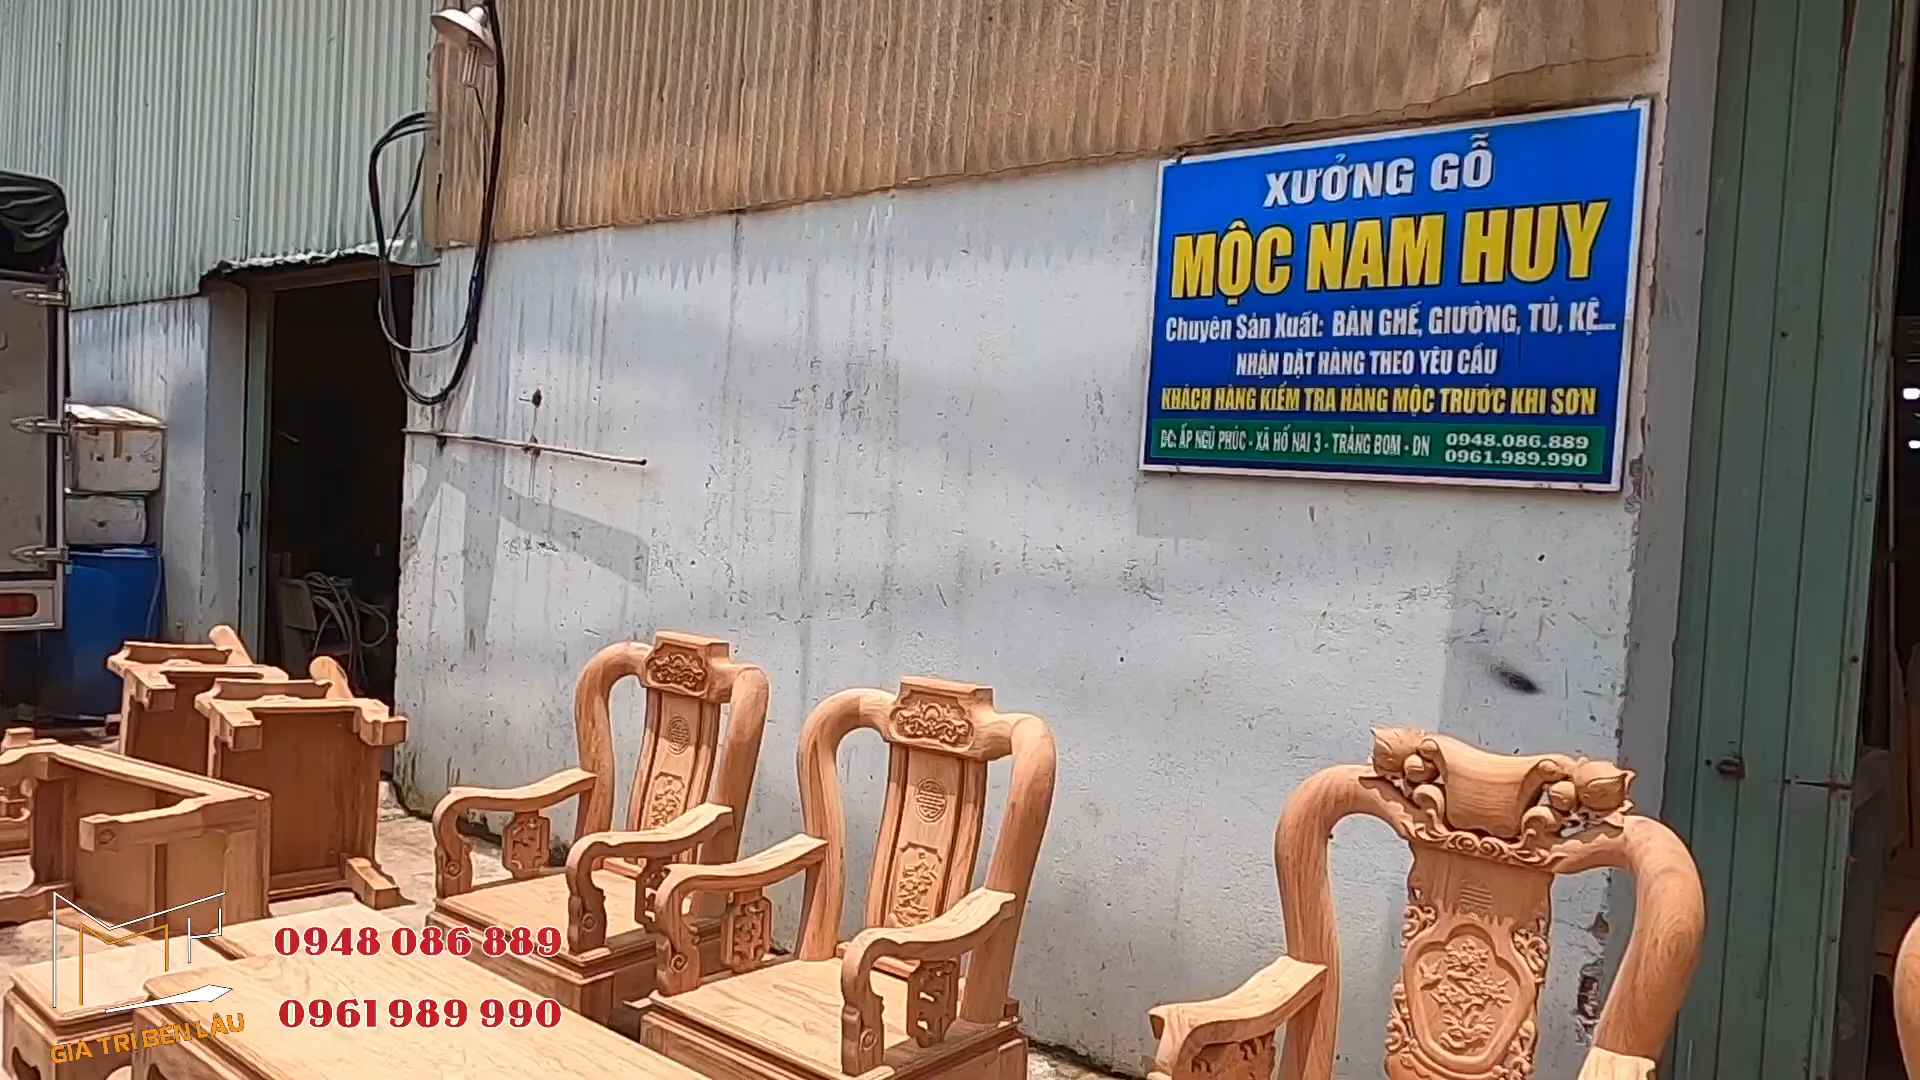 XƯỞNG GỖ
MỘC NAM HUY
Chuyên Sản Xuất: BÀN GHẾ, GIƯỜNG, TỦ, KỆ...
NHẬN ĐẶT HÀNG THEO YÊU CẦU
KHÁCH HÀNG KIỂM TRA HÀNG MỘC TRƯỚC KHI SƠN
ĐC: ẤP NGŨ PHÚC - XÃ HỐ NAI 3 - TRẢNG BOM - ĐN
0948.086.889
0961.989.990
0948 086 889
0961 989 990
GIÁ TRỊ BỀN LÂU